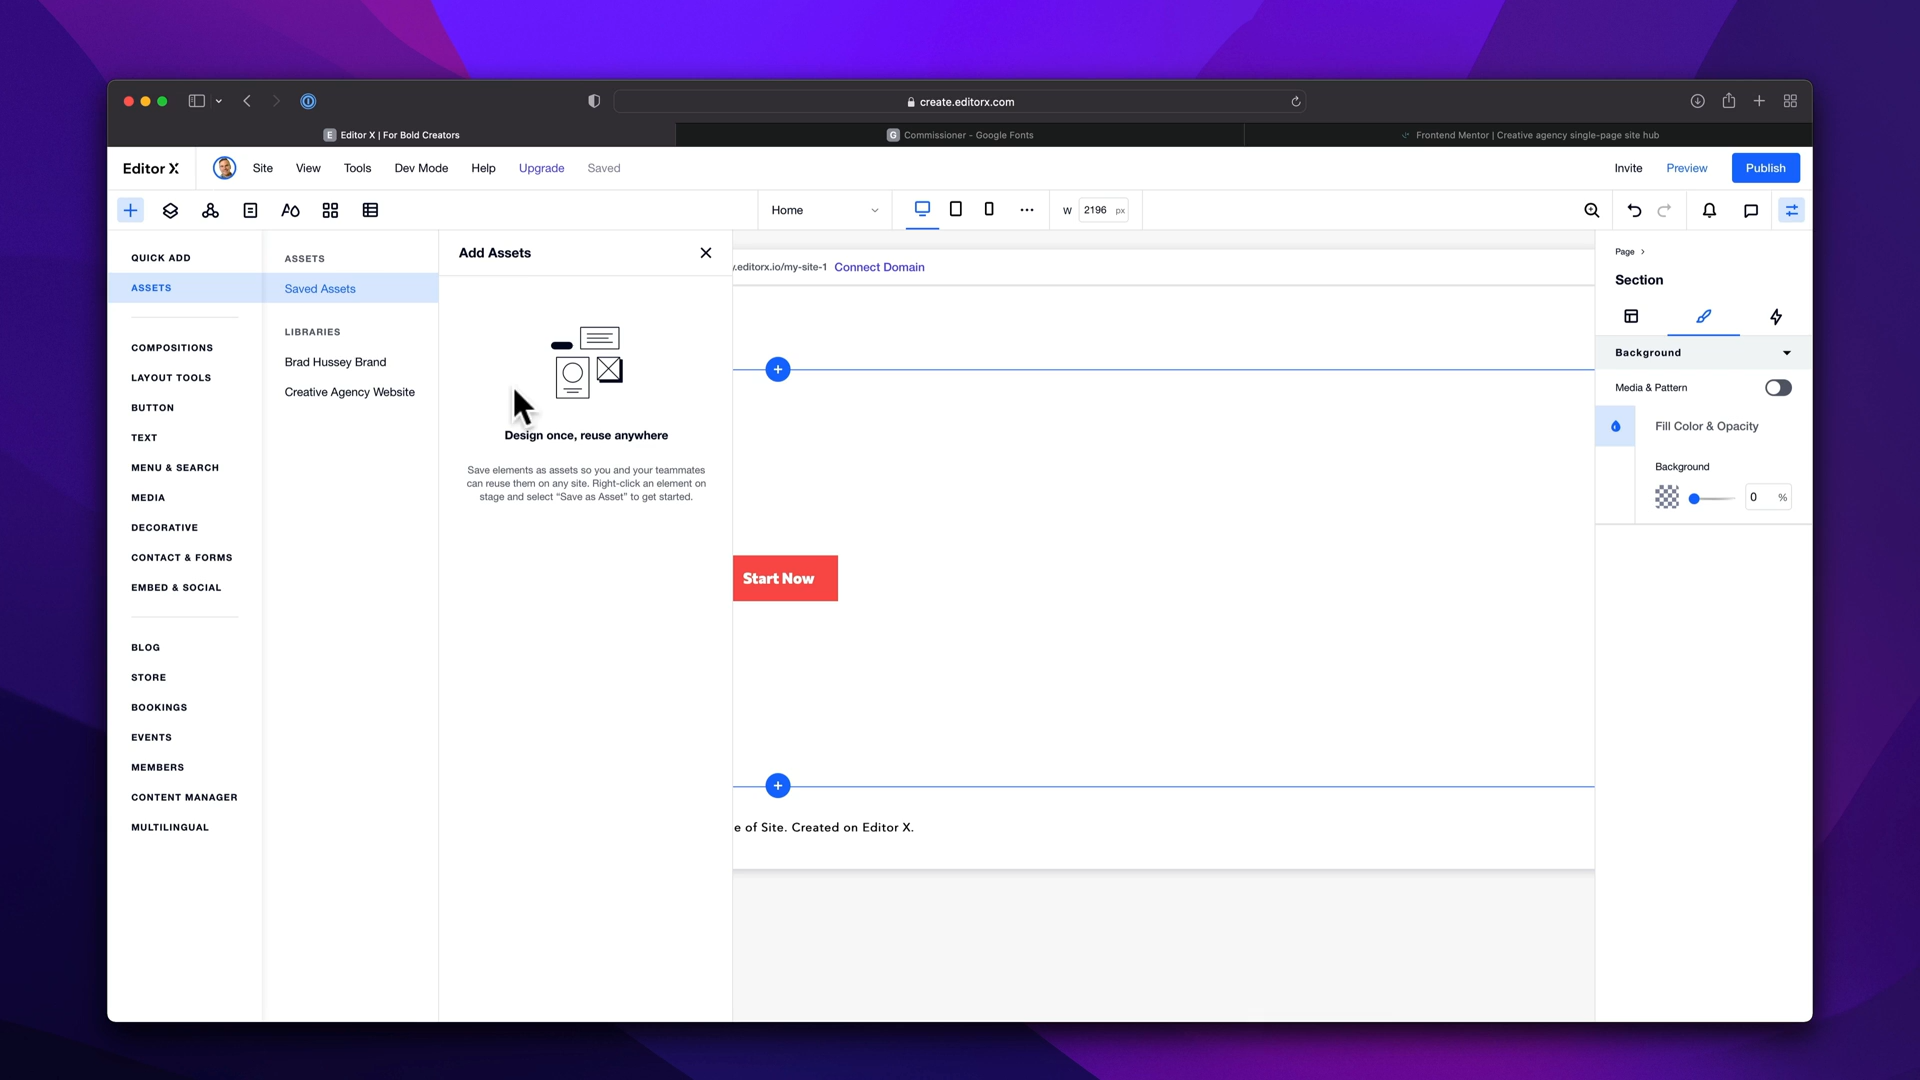 create.editorx.com
E Editor X | For Bold Creators
G Commissioner - Google Fonts
Frontend Mentor | Creative agency single-page site hub
Editor X
Site View Tools Dev Mode Help Upgrade Saved
Invite Preview Publish
Home
W 2196 px
QUICK ADD
ASSETS
COMPOSITIONS
LAYOUT TOOLS
BUTTON
TEXT
MENU & SEARCH
MEDIA
DECORATIVE
CONTACT & FORMS
EMBED & SOCIAL
BLOG
STORE
BOOKINGS
EVENTS
MEMBERS
CONTENT MANAGER
MULTILINGUAL
ASSETS
Saved Assets
LIBRARIES
Brad Hussey Brand
Creative Agency Website
Add Assets
Design once, reuse anywhere
Save elements as assets so you and your teammates
can reuse them on any site. Right-click an element on
stage and select “Save as Asset” to get started.
.editorx.io/my-site-1 Connect Domain
Start Now
e of Site. Created on Editor X.
Page >
Section
Background
Media & Pattern
Fill Color & Opacity
Background
0 %